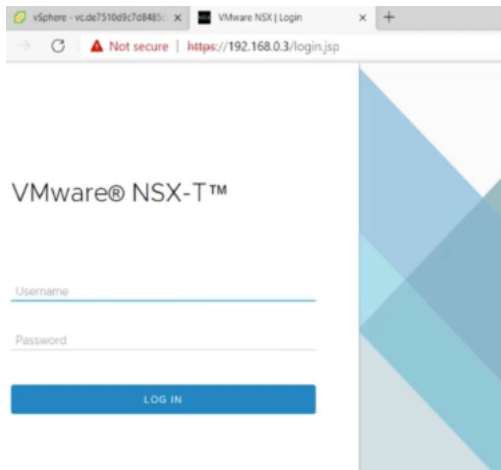 vSphere - vc.de7510d9c7d8485c
VMware NSX | Login
Not secure | https://192.168.0.3/login.jsp
VMware® NSX-T™
Username
Password
LOG IN